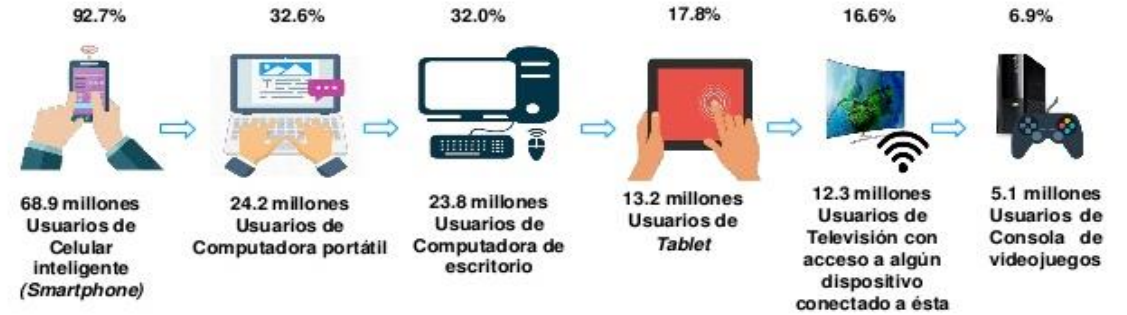 92.7%
32.6%
32.0%
17.8%
16.6%
6.9%
68.9 millones
Usuarios de
Celular
inteligente
(Smartphone)
24.2 millones
Usuarios de
Computadora portátil
23.8 millones
Usuarios de
Computadora de
escritorio
13.2 millones
Usuarios de
Tablet
12.3 millones
Usuarios de
Televisión con
acceso a algún
dispositivo
conectado a ésta
5.1 millones
Usuarios de
Consola de
videojuegos